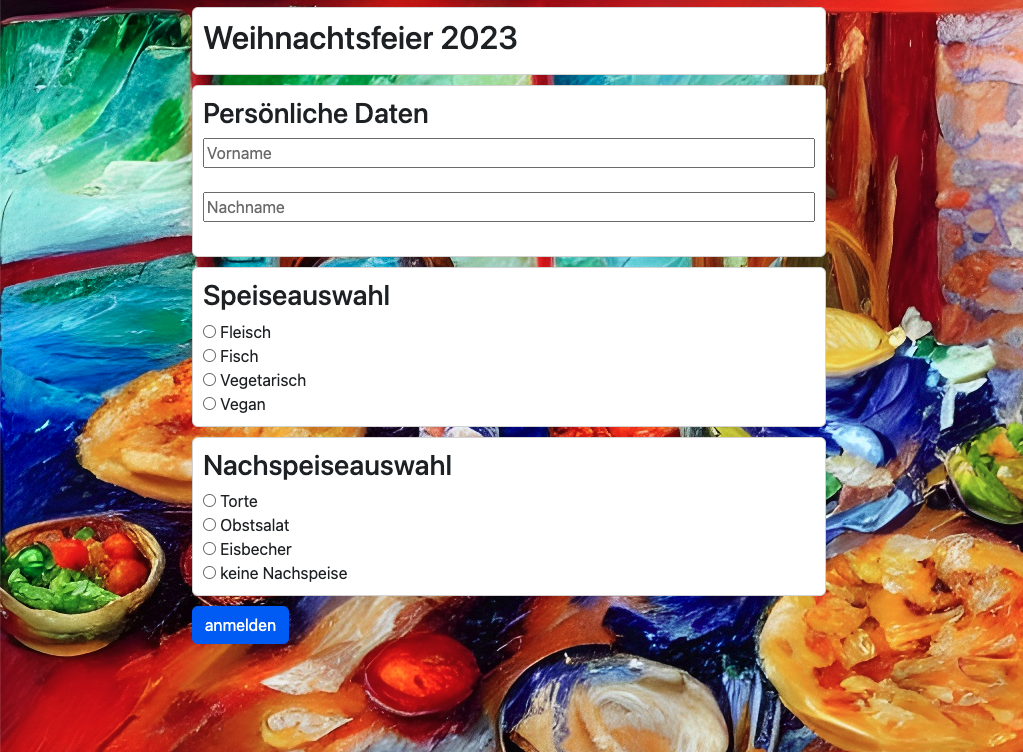 Weihnachtsfeier 2023
Persönliche Daten
Vorname
Nachname
Speiseauswahl
Fleisch
Fisch
Vegetarisch
Vegan
Nachspeiseauswahl
Torte
Obstsalat
Eisbecher
keine Nachspeise
anmelden